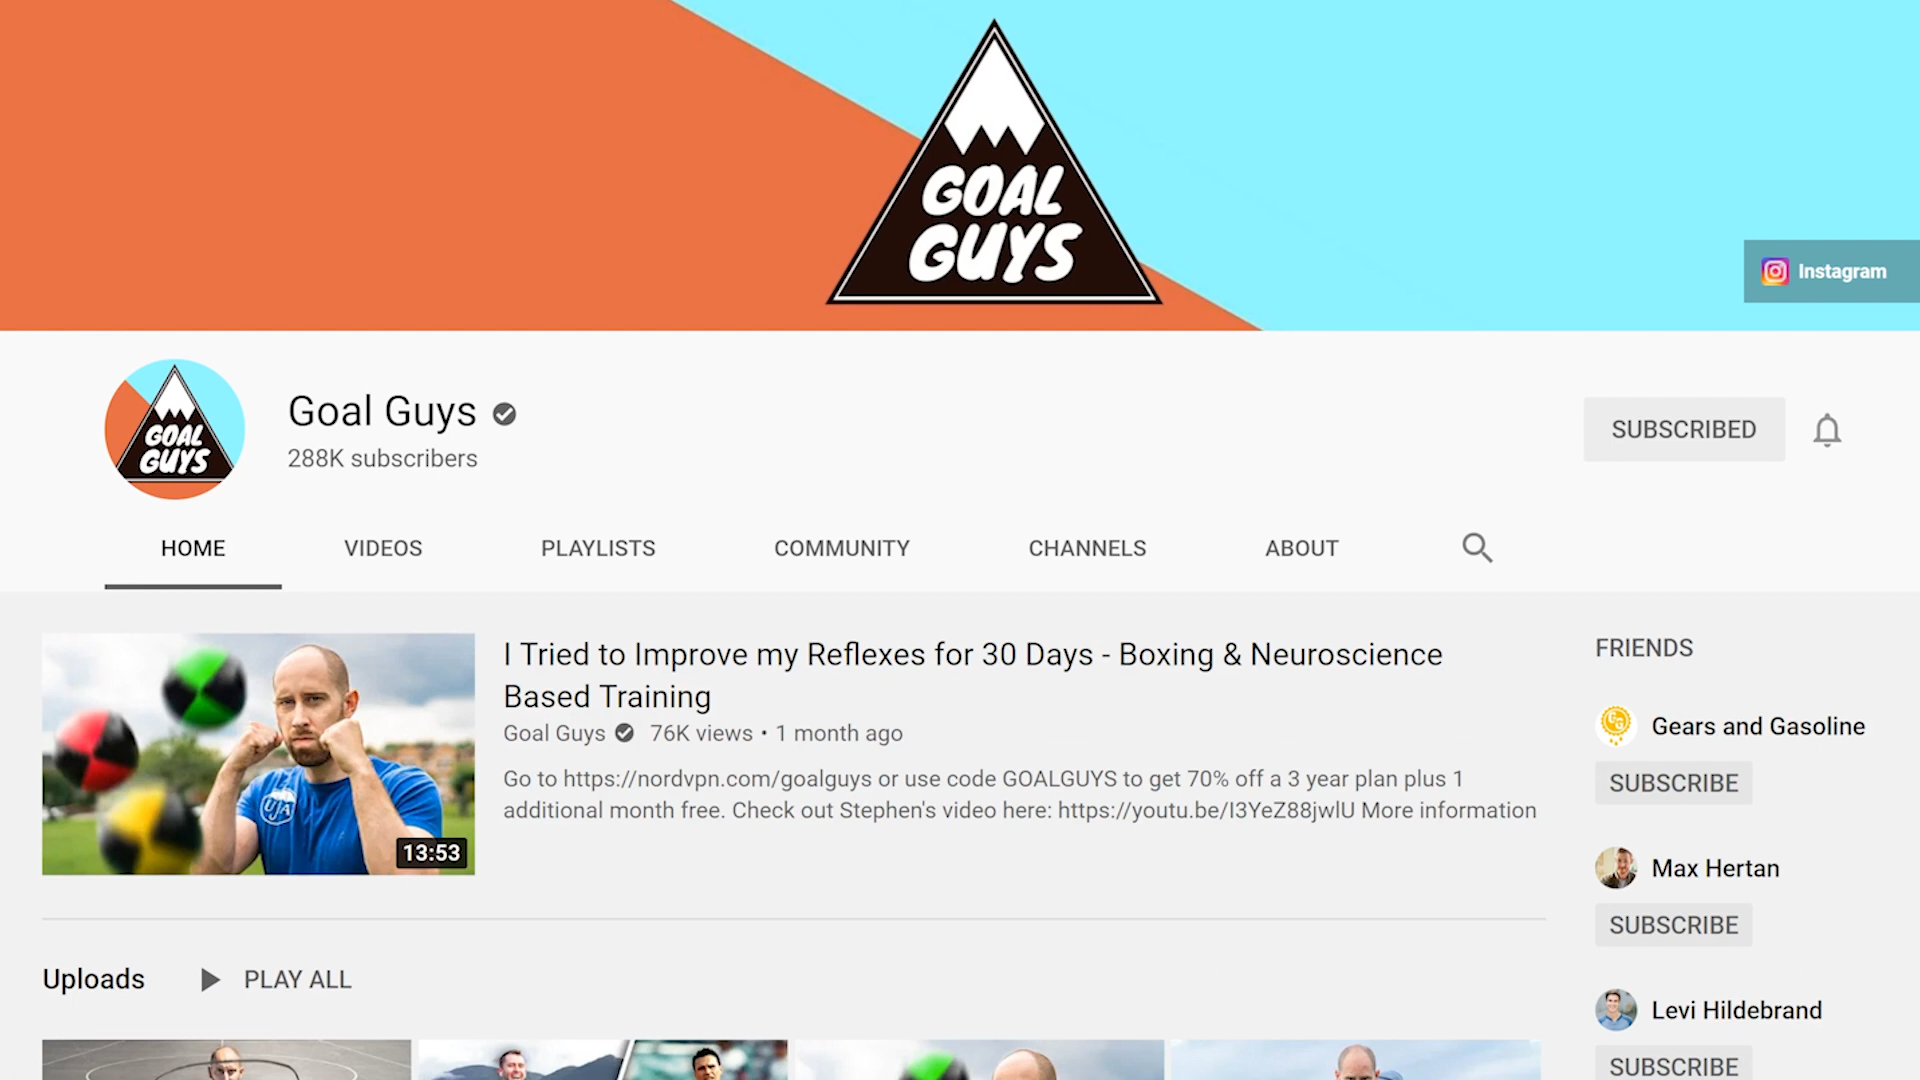 GOAL
GUYS
Instagram
GOAL
GUYS
Goal Guys
288K subscribers
SUBSCRIBED
HOME
VIDEOS
PLAYLISTS
COMMUNITY
CHANNELS
ABOUT
UJA
13:53
I Tried to Improve my Reflexes for 30 Days - Boxing & Neuroscience
Based Training
Goal Guys 76K views • 1 month ago
Go to https://nordvpn.com/goalguys or use code GOALGUYS to get 70% off a 3 year plan plus 1
additional month free. Check out Stephen's video here: https://youtu.be/I3YeZ88jwlU More information
Uploads
PLAY ALL
FRIENDS
Gears and Gasoline
SUBSCRIBE
Max Hertan
SUBSCRIBE
Levi Hildebrand
SUBSCRIBE